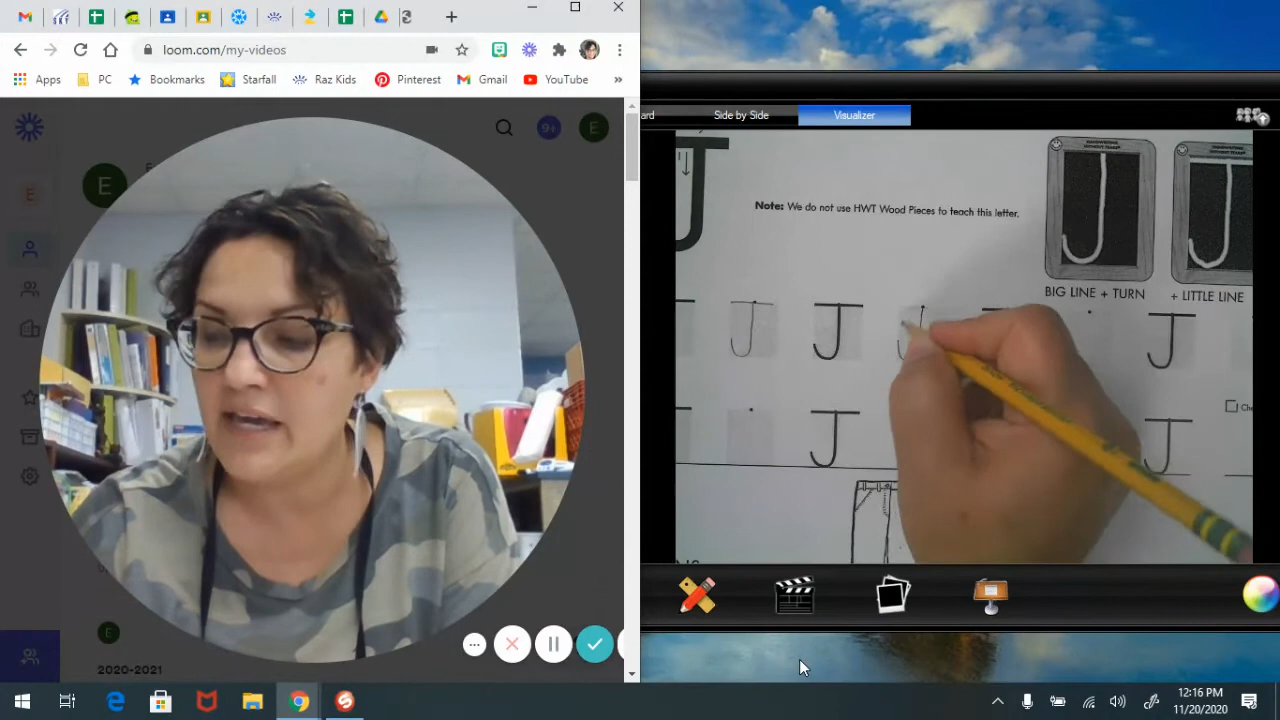 loom.com/my-videos
Apps PC Bookmarks Starfall Raz Kids Pinterest Gmail YouTube »
9+ E
E
E
2020-2021
ard Side by Side Visualizer
J
Note: We do not use HWT Wood Pieces to teach this letter.
J J
BIG LINE + TURN + LITTLE LINE
J J J
J J
12:16 PM
11/20/2020